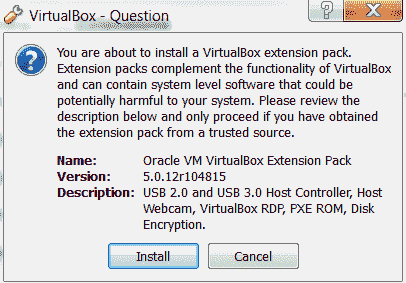 VirtualBox - Question
You are about to install a VirtualBox extension pack.
Extension packs complement the functionality of VirtualBox
and can contain system level software that could be
potentially harmful to your system. Please review the
description below and only proceed if you have obtained
the extension pack from a trusted source.
Name: Oracle VM VirtualBox Extension Pack
Version: 5.0.12r104815
Description: USB 2.0 and USB 3.0 Host Controller, Host
Webcam, VirtualBox RDP, PXE ROM, Disk
Encryption.
Install Cancel